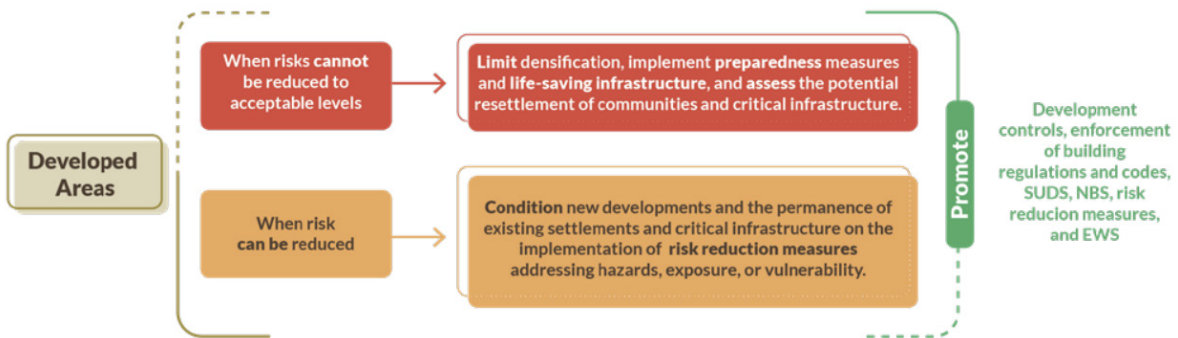 Developed
Areas
When risks cannot
be reduced to
acceptable levels
Limit densification, implement preparedness measures
and life-saving infrastructure, and assess the potential
resettlement of communities and critical infrastructure.
When risk
can be reduced
Condition new developments and the permanence of
existing settlements and critical infrastructure on the
implementation of risk reduction measures
addressing hazards, exposure, or vulnerability.
Promote
Development
controls, enforcement
of building
regulations and codes,
SUDS, NBS, risk
reducion measures,
and EWS